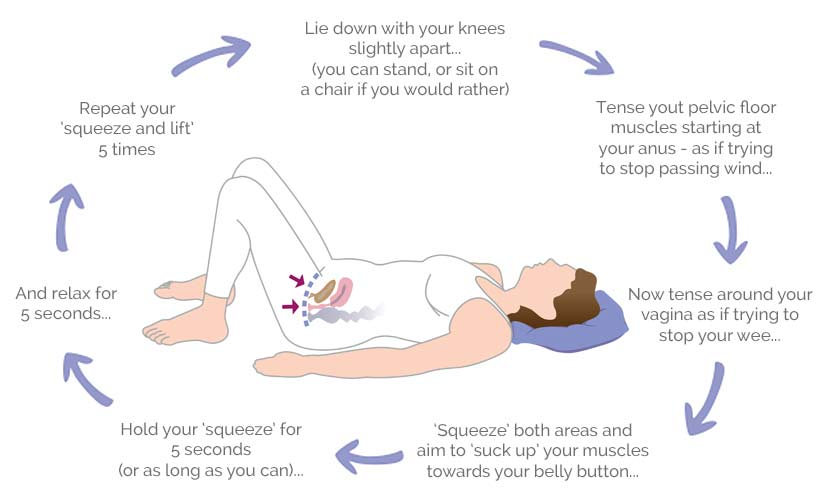 Lie down with your knees
slightly apart...
(you can stand, or sit on
a chair if you would rather)
Tense yout pelvic floor
muscles starting at
your anus - as if trying
to stop passing wind...
Now tense around your
vagina as if trying to
stop your wee...
'Squeeze' both areas and
aim to 'suck up' your muscles
towards your belly button...
Hold your 'squeeze' for
5 seconds
(or as long as you can)...
And relax for
5 seconds...
Repeat your
'squeeze and lift'
5 times